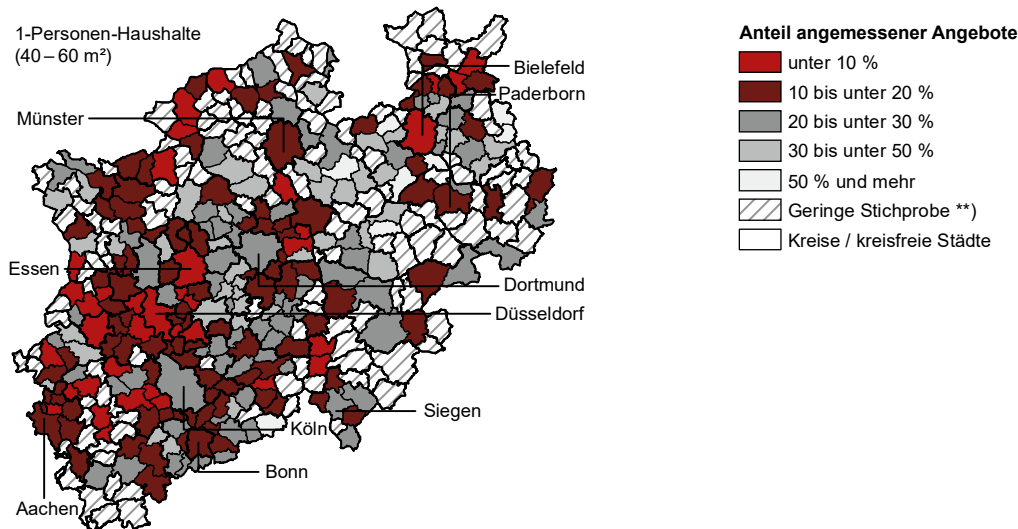 1-Personen-Haushalte
(40 – 60 m²)
Bielefeld
Paderborn
Münster
Essen
Dortmund
Düsseldorf
Siegen
Köln
Bonn
Aachen
Anteil angemessener Angebote
unter 10 %
10 bis unter 20 %
20 bis unter 30 %
30 bis unter 50 %
50 % und mehr
Geringe Stichprobe **)
Kreise / kreisfreie Städte